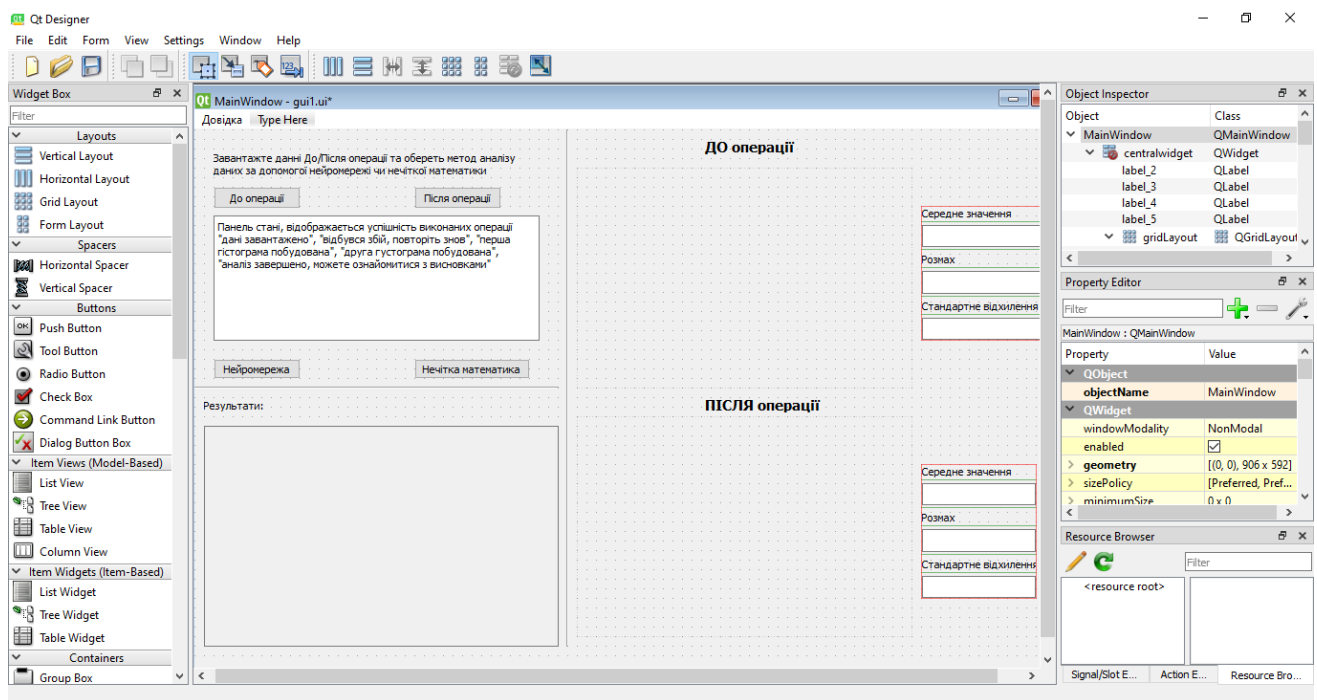 Qt Designer
File Edit Form View Settings Window Help
Widget Box
Filter
Layouts
Vertical Layout
Horizontal Layout
Grid Layout
Form Layout
Spacers
Horizontal Spacer
Vertical Spacer
Buttons
OK Push Button
Tool Button
Radio Button
Check Box
Command Link Button
Dialog Button Box
Item Views (Model-Based)
List View
Tree View
Table View
Column View
Item Widgets (Item-Based)
List Widget
Tree Widget
Table Widget
Containers
Group Box
MainWindow - gui1.ui*
Довідка Type Here
Завантажте данні До/Після операції та обереть метод аналізу
даних за допомогої нейромережі чи нечіткої математики
До операції Після операції
Панель стані, відображається успішність виконаних операції
"дані завантажено", "відбувся збій, повторіть знов", "перша
гістограма побудована", "друга густограма побудована",
"аналіз завершено, можете ознайомитися з висновками"
Нейромережа Нечітка математика
Результати:
ДО операції
Середне значення
Розмах
Стандартне відхилення
ПІСЛЯ операції
Середне значення
Розмах
Стандартне відхилення
Object Inspector
Object Class
MainWindow QMainWindow
centralwidget QWidget
label_2 QLabel
label_3 QLabel
label_4 QLabel
label_5 QLabel
gridLayout QGridLayout
Property Editor
Filter
MainWindow : QMainWindow
Property Value
QObject
objectName MainWindow
QWidget
windowModality NonModal
enabled
geometry [(0, 0), 906 x 592]
sizePolicy [Preferred, Pref...
minimumSize 0 x 0
Resource Browser
Filter
<resource root>
Signal/Slot E... Action E... Resource Bro...